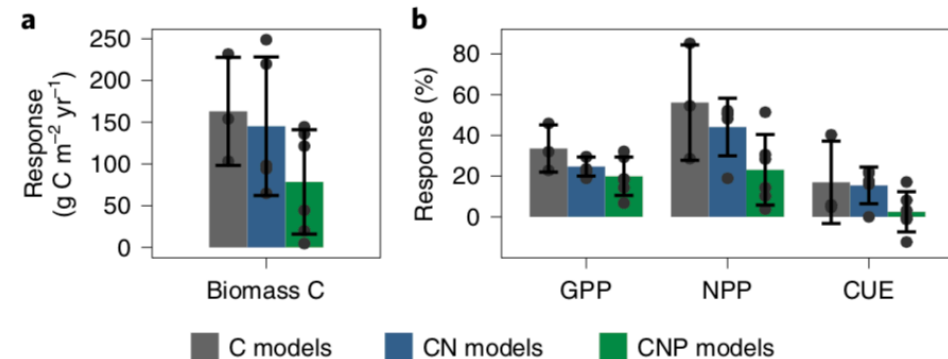 a
Response
(g C m⁻² yr⁻¹)
250
200
150
100
50
0
Biomass C
b
Response (%)
80
60
40
20
0
GPP NPP CUE
C models CN models CNP models